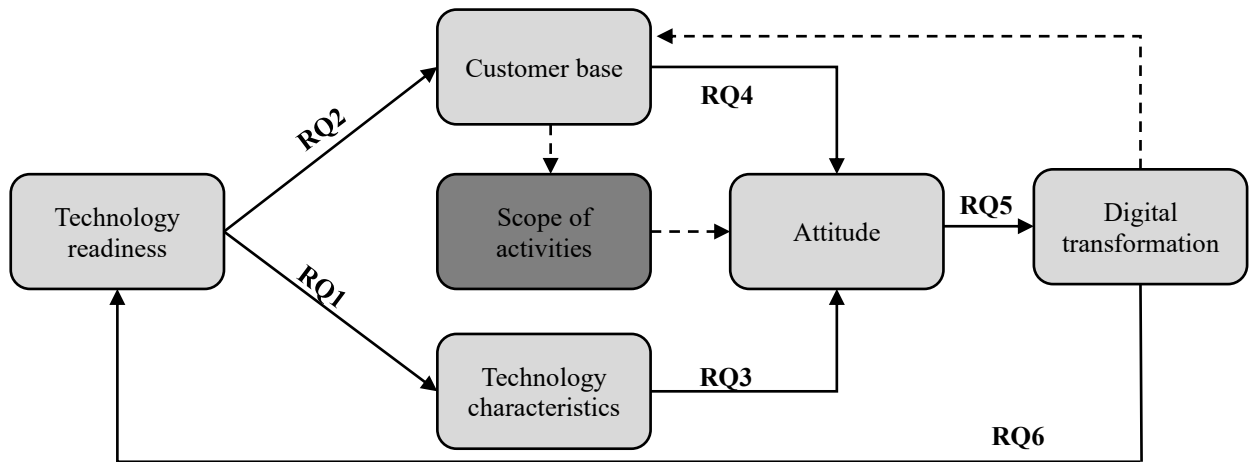 Customer base
RQ4
RQ2
Technology
readiness
Scope of
activities
Attitude
RQ5
Digital
transformation
RQ1
Technology
characteristics
RQ3
RQ6